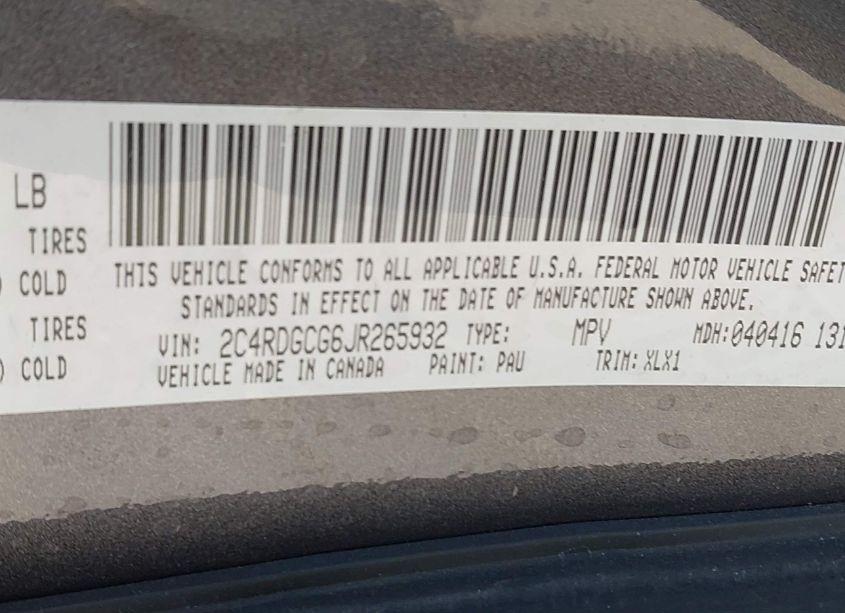 LB
TIRES
COLD
TIRES
COLD
THIS VEHICLE CONFORMS TO ALL APPLICABLE U.S.A. FEDERAL MOTOR VEHICLE SAFET
STANDARDS IN EFFECT ON THE DATE OF MANUFACTURE SHOWN ABOVE.
VIN: 2C4RDGCG6JR265932 TYPE: MPV MDH:040416 131
VEHICLE MADE IN CANADA PAINT: PAU TRIM: XLX1